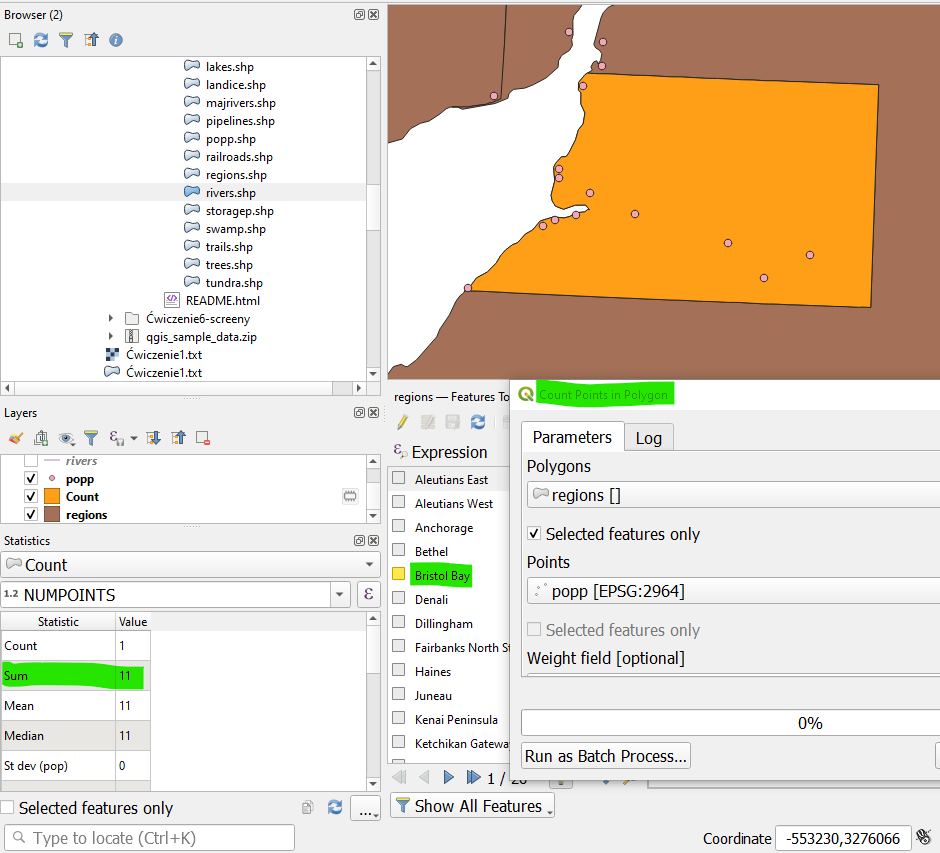 Browser (2)
lakes.shp
landice.shp
majrivers.shp
pipelines.shp
popp.shp
railroads.shp
regions.shp
rivers.shp
storagep.shp
swamp.shp
trails.shp
trees.shp
tundra.shp
README.html
Ćwiczenie6-screeny
qgis_sample_data.zip
Ćwiczenie1.txt
Ćwiczenie1.txt
Layers
rivers
popp
Count
regions
Statistics
Count
1.2 NUMPOINTS
ε
Statistic Value
Count 1
Sum 11
Mean 11
Median 11
St dev (pop) 0
Selected features only
...
Type to locate (Ctrl+K)
regions — Features To
Expression
Aleutians East
Aleutians West
Anchorage
Bethel
Bristol Bay
Denali
Dillingham
Fairbanks North St
Haines
Juneau
Kenai Peninsula
Ketchikan Gateway
1 /
Show All Features
Count Points in Polygon
Parameters Log
Polygons
regions []
Selected features only
Points
popp [EPSG:2964]
Selected features only
Weight field [optional]
0%
Run as Batch Process...
Coordinate -553230,3276066